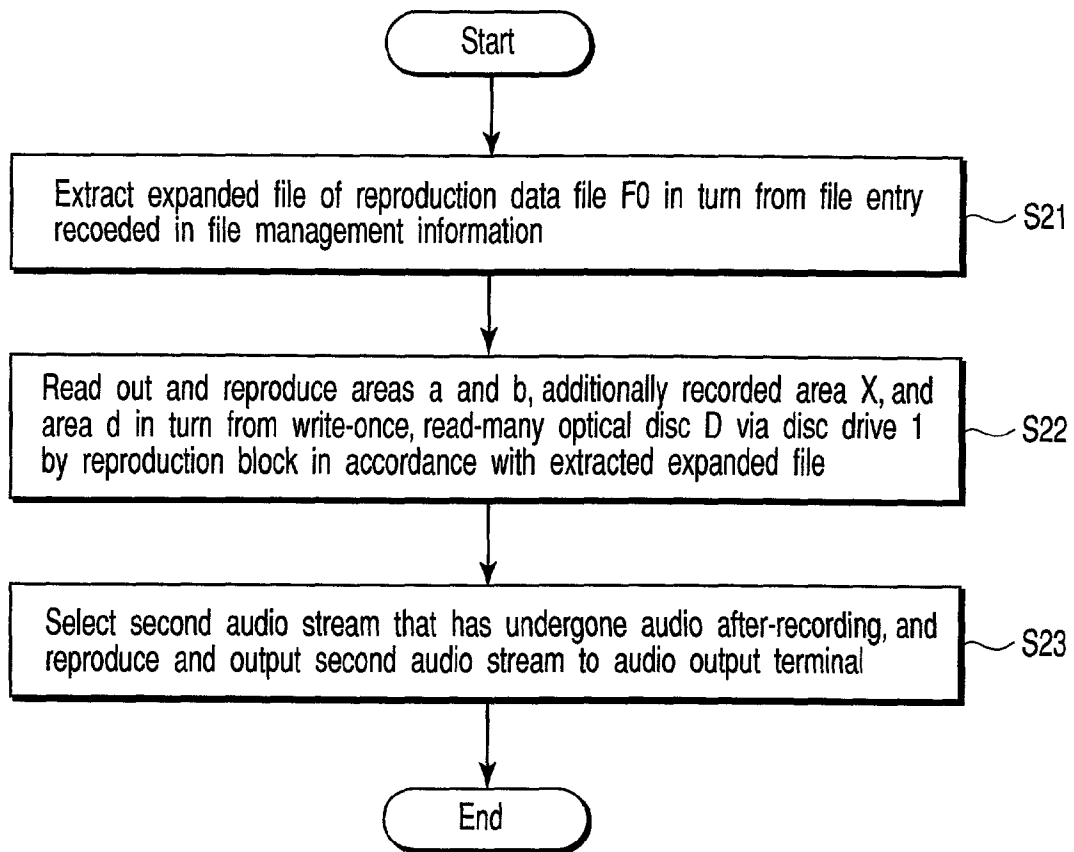 Start
Extract expanded file of reproduction data file F0 in turn from file entry
recoeded in file management information
S21
Read out and reproduce areas a and b, additionally recorded area X, and
area d in turn from write-once, read-many optical disc D via disc drive 1
by reproduction block in accordance with extracted expanded file
S22
Select second audio stream that has undergone audio after-recording, and
reproduce and output second audio stream to audio output terminal
S23
End